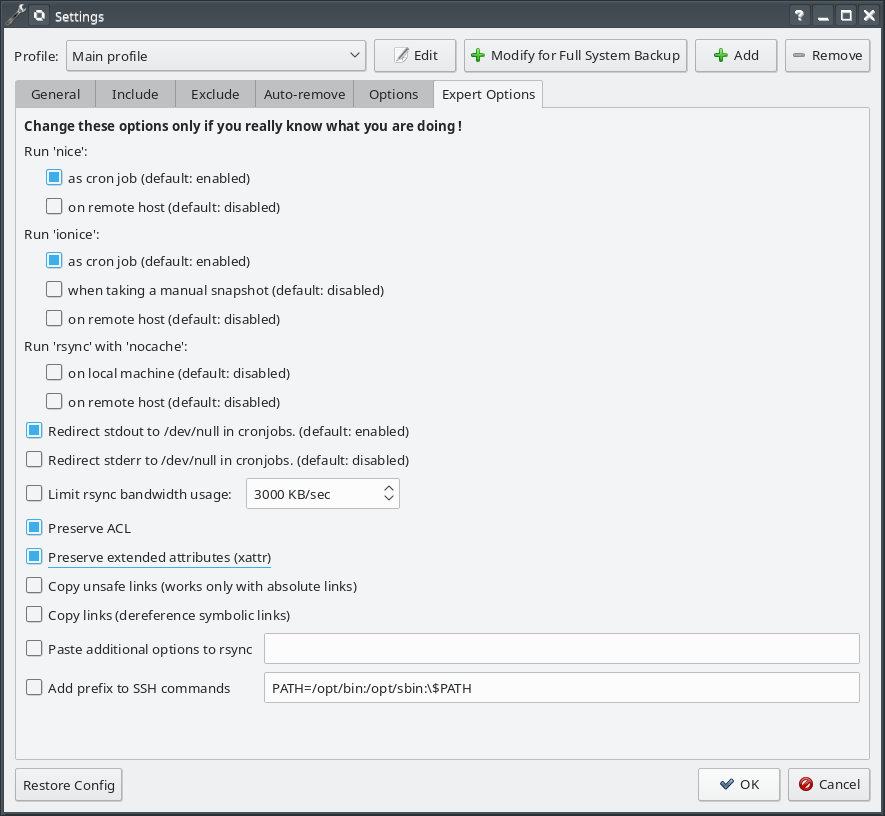 Settings
Profile: Main profile Edit Modify for Full System Backup Add Remove
General Include Exclude Auto-remove Options Expert Options
Change these options only if you really know what you are doing !
Run 'nice':
as cron job (default: enabled)
on remote host (default: disabled)
Run 'ionice':
as cron job (default: enabled)
when taking a manual snapshot (default: disabled)
on remote host (default: disabled)
Run 'rsync' with 'nocache':
on local machine (default: disabled)
on remote host (default: disabled)
Redirect stdout to /dev/null in cronjobs. (default: enabled)
Redirect stderr to /dev/null in cronjobs. (default: disabled)
Limit rsync bandwidth usage: 3000 KB/sec
Preserve ACL
Preserve extended attributes (xattr)
Copy unsafe links (works only with absolute links)
Copy links (dereference symbolic links)
Paste additional options to rsync
Add prefix to SSH commands PATH=/opt/bin:/opt/sbin:\$PATH
Restore Config OK Cancel